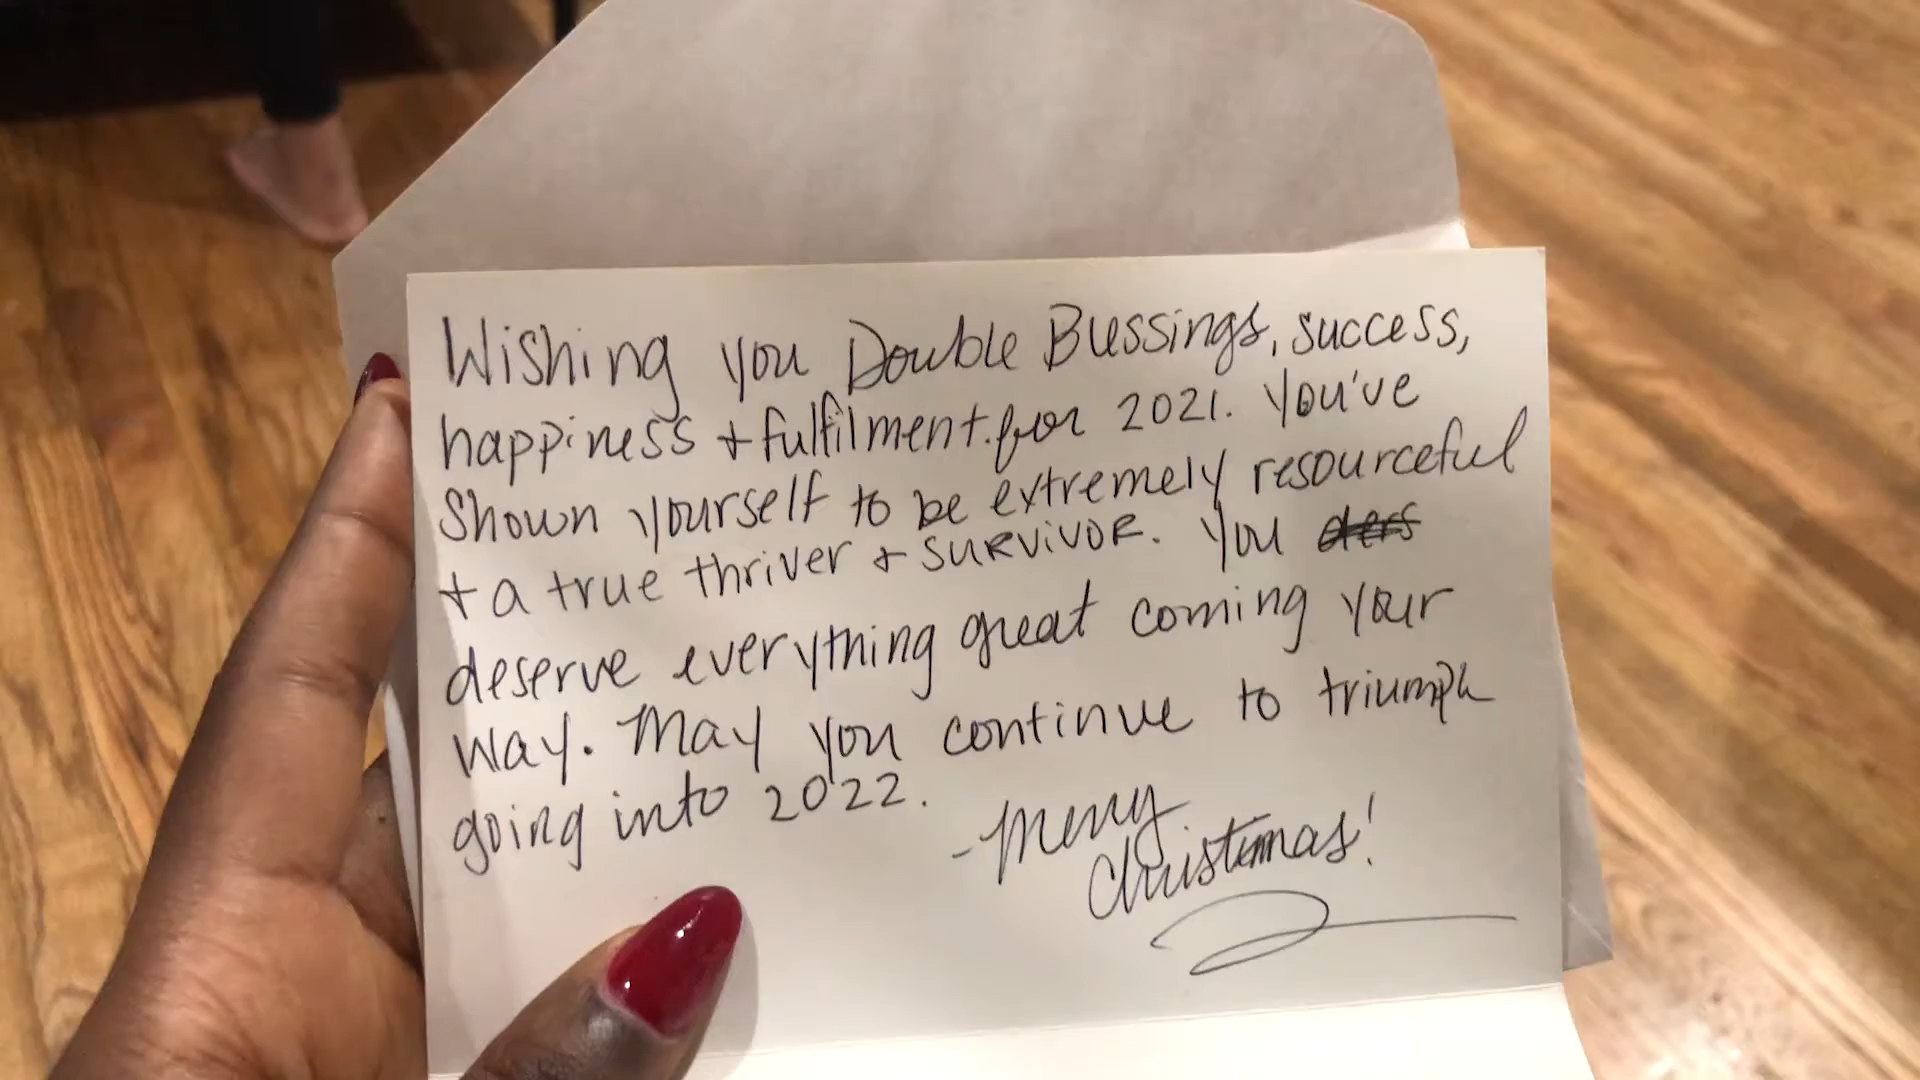 Wishing you Double Blessings, success,
happiness + fulfilment for 2021. You've
shown yourself to be extremely resourceful
+ a true thriver + survivor. You
deserve everything great coming your
way. May you continue to triumph
going into 2022.
- Merry
Christmas!